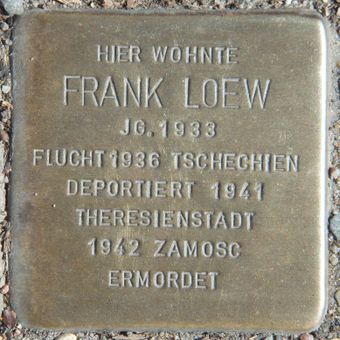 HIER WOHNTE
FRANK LOEW
JG. 1933
FLUCHT 1936 TSCHECHIEN
DEPORTIERT 1941
THERESIENSTADT
1942 ZAMOSC
ERMORDET